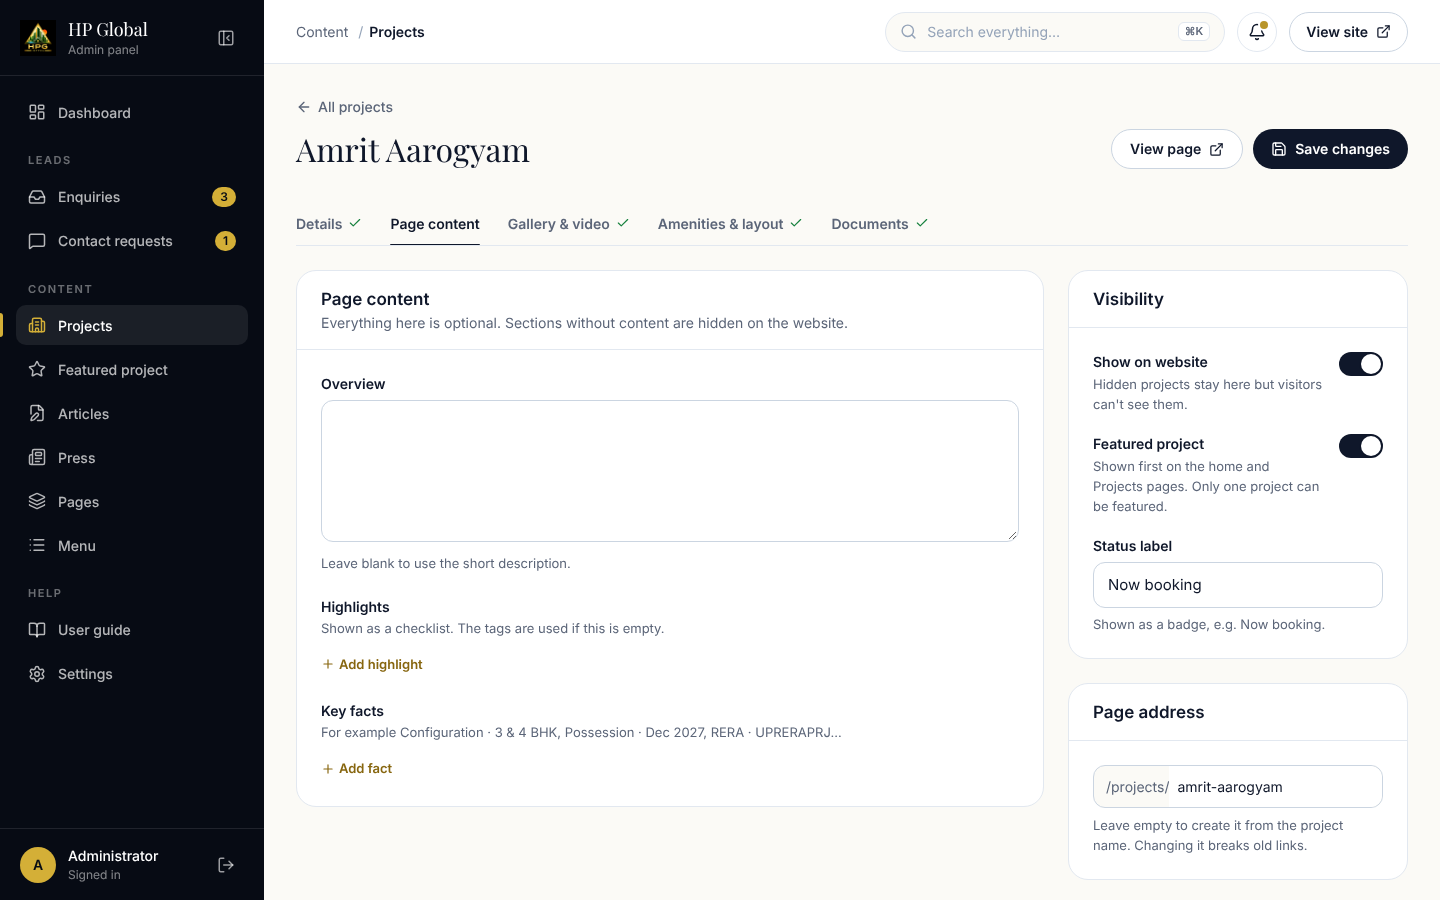 HPG
HP Global
Admin panel
Dashboard
LEADS
Enquiries
3
Contact requests
1
CONTENT
Projects
Featured project
Articles
Press
Pages
Menu
HELP
User guide
Settings
A
Administrator
Signed in
Content / Projects
Search everything...
⌘K
View site
All projects
Amrit Aarogyam
View page
Save changes
Details
Page content
Gallery & video
Amenities & layout
Documents
Page content
Everything here is optional. Sections without content are hidden on the website.
Overview
Leave blank to use the short description.
Highlights
Shown as a checklist. The tags are used if this is empty.
+ Add highlight
Key facts
For example Configuration · 3 & 4 BHK, Possession · Dec 2027, RERA · UPRERAPRJ...
+ Add fact
Visibility
Show on website
Hidden projects stay here but visitors
can't see them.
Featured project
Shown first on the home and
Projects pages. Only one project can
be featured.
Status label
Now booking
Shown as a badge, e.g. Now booking.
Page address
/projects/ amrit-aarogyam
Leave empty to create it from the project
name. Changing it breaks old links.